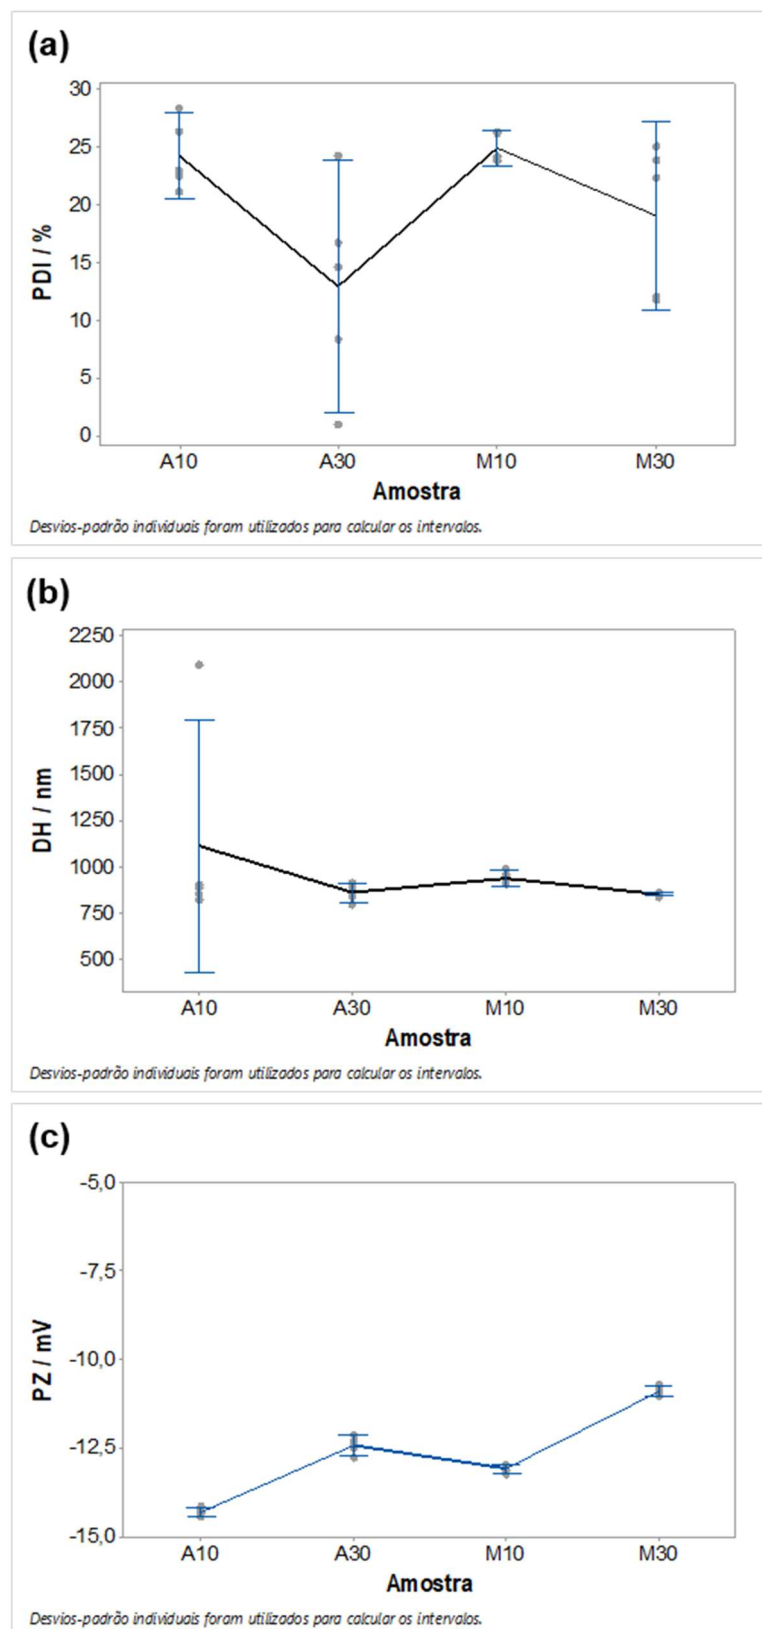 (a)
30
25
20
15
10
5
0
PDI / %
A10 A30 M10 M30
Amostra
Desvios-padrão individuais foram utilizados para calcular os intervalos.
(b)
2250
2000
1750
1500
1250
1000
750
500
DH / nm
A10 A30 M10 M30
Amostra
Desvios-padrão individuais foram utilizados para calcular os intervalos.
(c)
-5,0
-7,5
-10,0
-12,5
-15,0
PZ / mV
A10 A30 M10 M30
Amostra
Desvios-padrão individuais foram utilizados para calcular os intervalos.